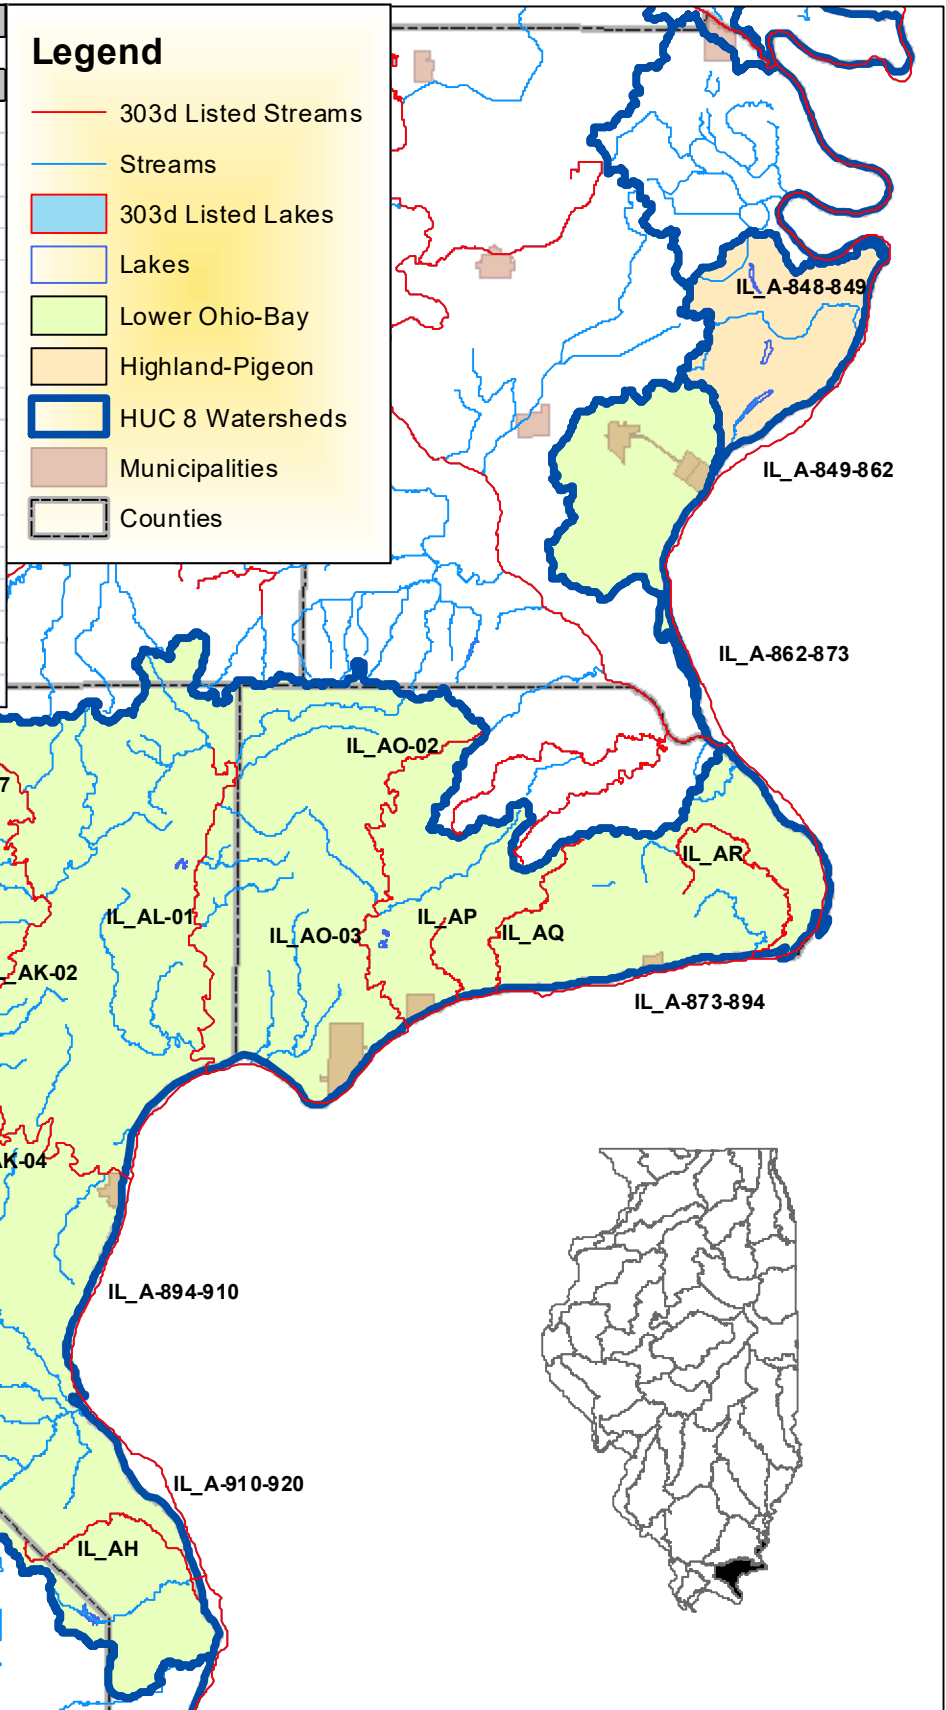 Legend
303d Listed Streams
Streams
303d Listed Lakes
Lakes
Lower Ohio-Bay
Highland-Pigeon
HUC 8 Watersheds
Municipalities
Counties
IL_A-848-849
IL_A-849-862
IL_A-862-873
IL_AO-02
7
IL_AR
IL_AL-01
IL_AP
IL_AO-03
IL_AQ
_AK-02
IL_A-873-894
AK-04
IL_A-894-910
IL_A-910-920
IL_AH